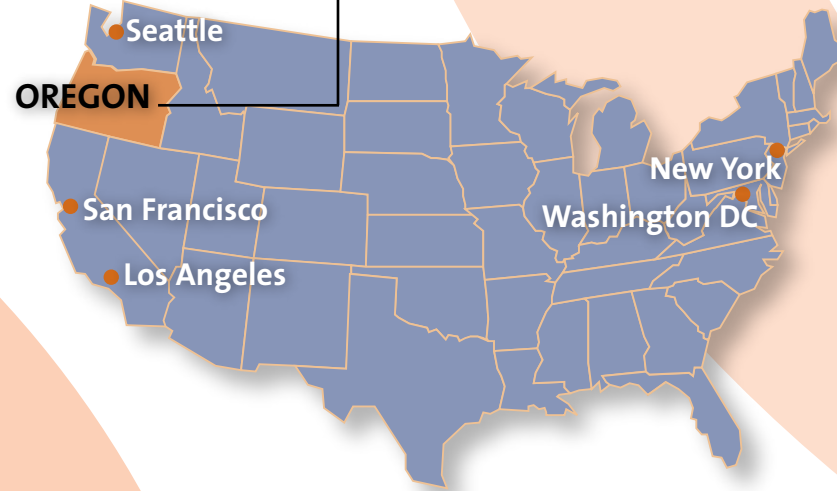 Seattle
OREGON
New York
San Francisco
Washington DC
Los Angeles